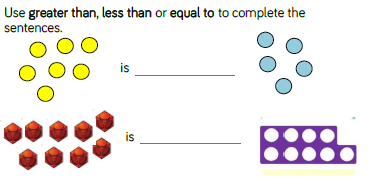 Use greater than, less than or equal to to complete the
sentences.
is
is